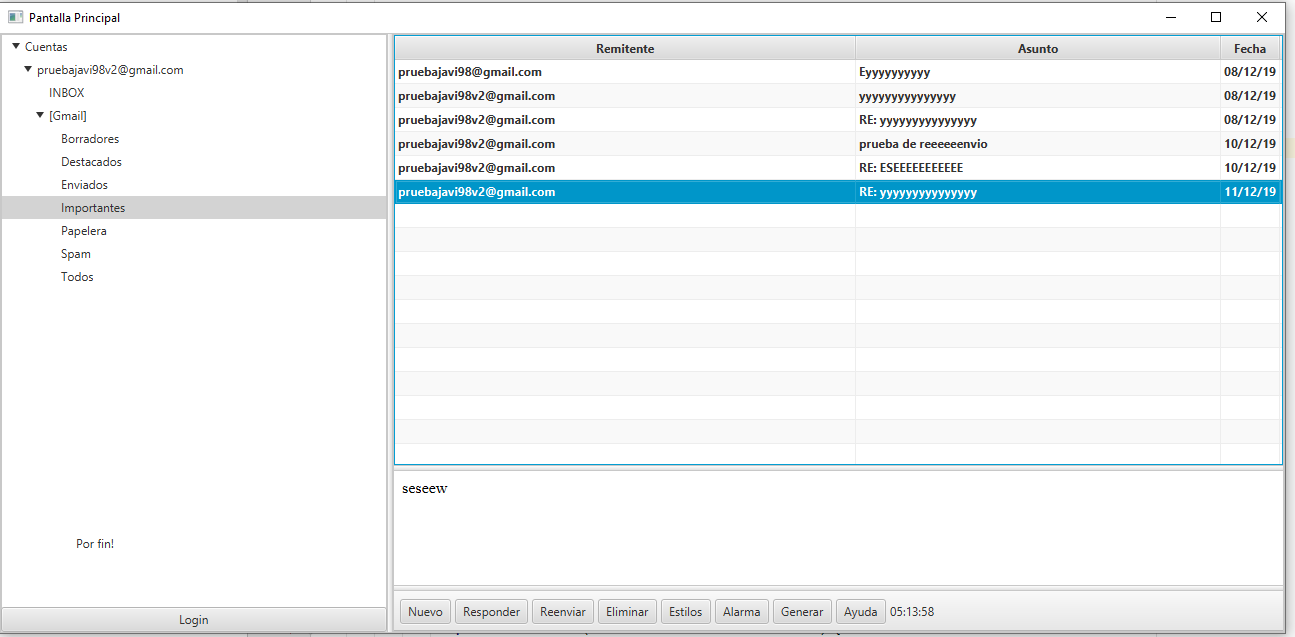 Pantalla Principal
Cuentas
pruebajavi98v2@gmail.com
INBOX
[Gmail]
Borradores
Destacados
Enviados
Importantes
Papelera
Spam
Todos
Por fin!
Login
Remitente Asunto Fecha
pruebajavi98@gmail.com Eyyyyyyyyyy 08/12/19
pruebajavi98v2@gmail.com yyyyyyyyyyyyyyy 08/12/19
pruebajavi98v2@gmail.com RE: yyyyyyyyyyyyyyy 08/12/19
pruebajavi98v2@gmail.com prueba de reeeeeenvio 10/12/19
pruebajavi98v2@gmail.com RE: ESEEEEEEEEEEE 10/12/19
pruebajavi98v2@gmail.com RE: yyyyyyyyyyyyyyy 11/12/19
seseew
Nuevo Responder Reenviar Eliminar Estilos Alarma Generar Ayuda 05:13:58